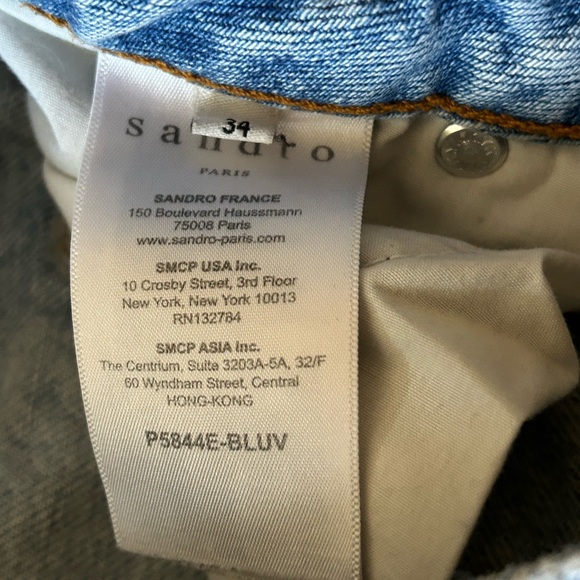 34
sandro
PARIS
SANDRO FRANCE
150 Boulevard Haussmann
75008 Paris
www.sandro-paris.com
SMCP USA Inc.
10 Crosby Street, 3rd Floor
New York, New York 10013
RN132784
SMCP ASIA Inc.
The Centrium, Suite 3203A-5A, 32/F
60 Wyndham Street, Central
HONG-KONG
P5844E-BLUV